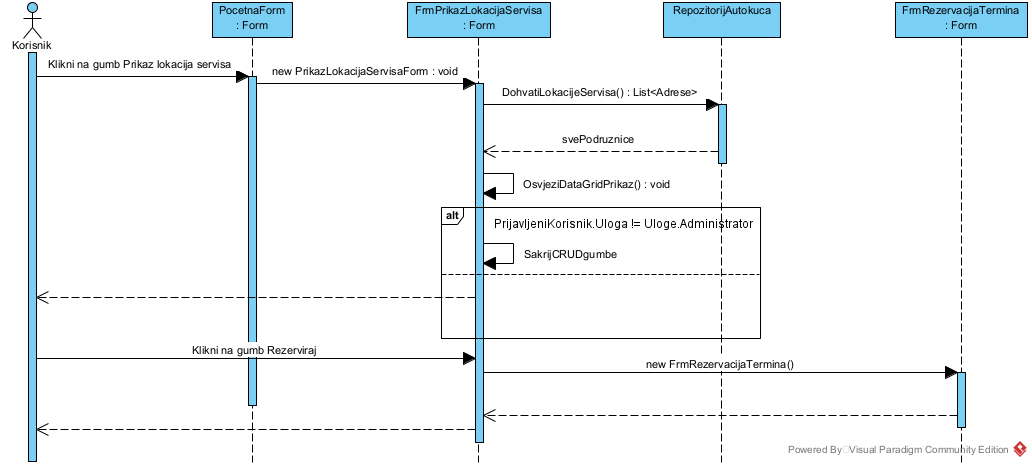 PocetnaForm
: Form
FrmPrikazLokacijaServisa
: Form
RepozitorijAutokuca
FrmRezervacijaTermina
: Form
Korisnik
Klikni na gumb Prikaz lokacija servisa
new PrikazLokacijaServisaForm : void
DohvatiLokacijeServisa() : List<Adrese>
svePodruznice
OsvjeziDataGridPrikaz() : void
alt
PrijavljeniKorisnik.Uloga != Uloge.Administrator
SakrijCRUDgumbe
Klikni na gumb Rezerviraj
new FrmRezervacijaTermina()
Powered By Visual Paradigm Community Edition